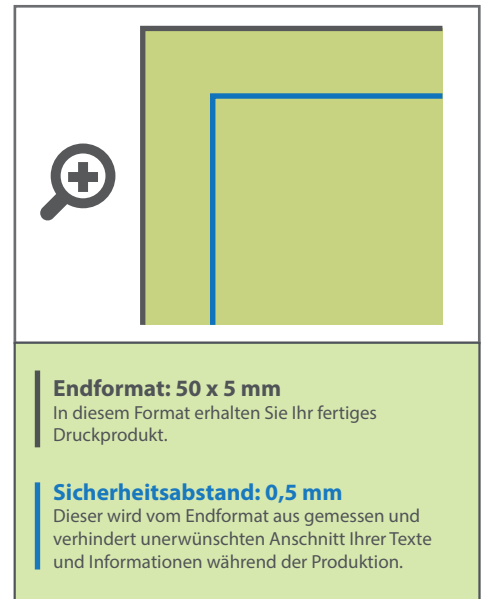 Endformat: 50 x 5 mm
In diesem Format erhalten Sie Ihr fertiges
Druckprodukt.
Sicherheitsabstand: 0,5 mm
Dieser wird vom Endformat aus gemessen und
verhindert unerwünschten Anschnitt Ihrer Texte
und Informationen während der Produktion.